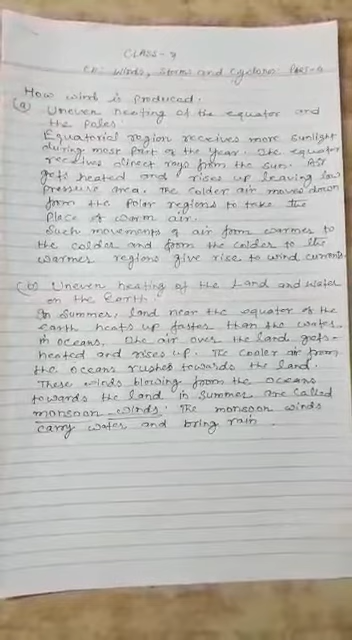 CLASS - 7
Ch: Winds, Storms and Cyclones Part-4
How wind is produced.
(a) Uneven heating of the equator and
the poles.
Equatorial region receives more sunlight
during most part of the year. The equator
receives direct rays from the sun. Air
gets heated and rises up leaving low
pressure area. The colder air moves down
from the polar regions to take the
place of warm air.
Such movements of air from warmer to
the colder and from the colder to the
warmer regions give rise to wind currents
(b) Uneven heating of the Land and water
on the Earth.
In Summer, land near the equator of the
earth heats up faster than the water
in oceans. The air over the land gets
heated and rises up. The cooler air from
the oceans rushes towards the land.
These winds blowing from the oceans
towards the land in Summer are called
monsoon winds. The monsoon winds
carry water and bring rain.